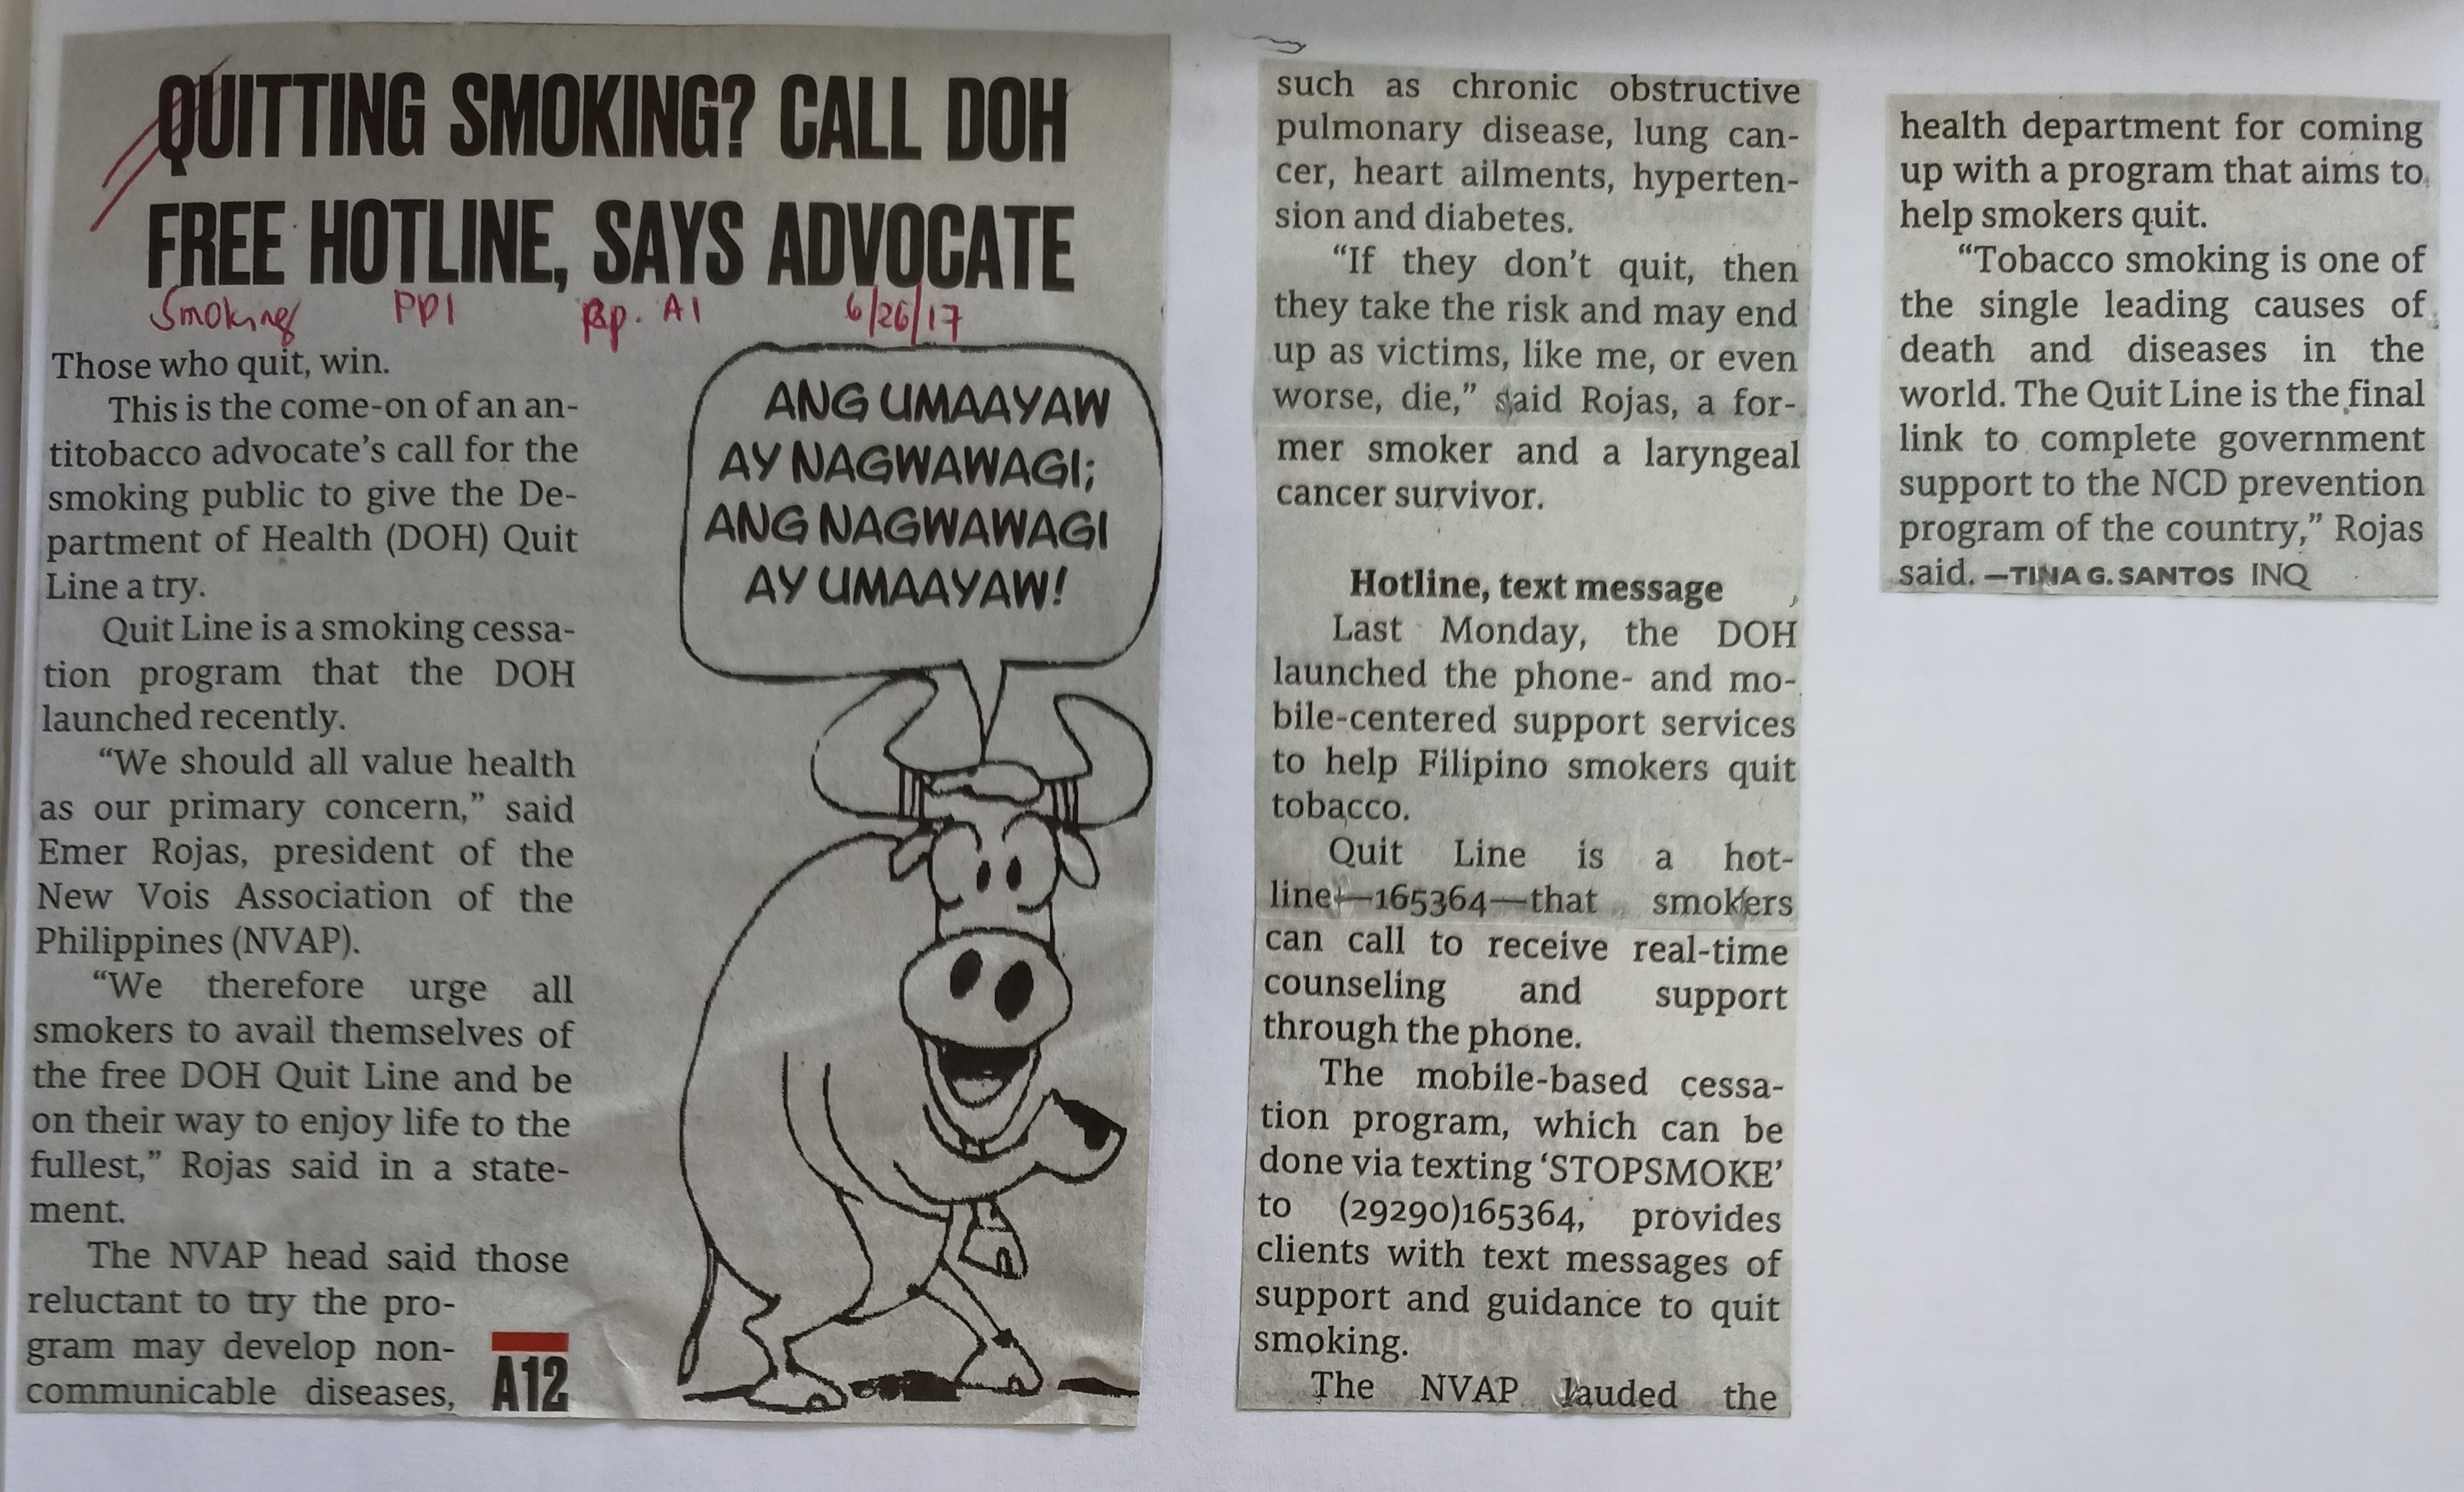 QUITTING SMOKING? CALL DOH
FREE HOTLINE, SAYS ADVOCATE
Smoking PDI pp. A1 6/26/17
Those who quit, win.
This is the come-on of an an-
titobacco advocate's call for the
smoking public to give the De-
partment of Health (DOH) Quit
Line a try.
Quit Line is a smoking cessa-
tion program that the DOH
launched recently.
“We should all value health
as our primary concern,” said
Emer Rojas, president of the
New Vois Association of the
Philippines (NVAP).
“We therefore urge all
smokers to avail themselves of
the free DOH Quit Line and be
on their way to enjoy life to the
fullest,” Rojas said in a state-
ment.
The NVAP head said those
reluctant to try the pro-
gram may develop non-
communicable diseases,
A12
ANG UMAAYAW
AY NAGWAWAGI;
ANG NAGWAWAGI
AY UMAAYAW!
such as chronic obstructive
pulmonary disease, lung can-
cer, heart ailments, hyperten-
sion and diabetes.
“If they don't quit, then
they take the risk and may end
up as victims, like me, or even
worse, die,” said Rojas, a for-
mer smoker and a laryngeal
cancer survivor.
Hotline, text message
Last Monday, the DOH
launched the phone- and mo-
bile-centered support services
to help Filipino smokers quit
tobacco.
Quit Line is a hot-
line—165364—that smokers
can call to receive real-time
counseling and support
through the phone.
The mobile-based cessa-
tion program, which can be
done via texting ‘STOPSMOKE’
to (29290)165364, provides
clients with text messages of
support and guidance to quit
smoking.
The NVAP lauded the
health department for coming
up with a program that aims to
help smokers quit.
“Tobacco smoking is one of
the single leading causes of
death and diseases in the
world. The Quit Line is the final
link to complete government
support to the NCD prevention
program of the country,” Rojas
said. —TINA G. SANTOS INQ